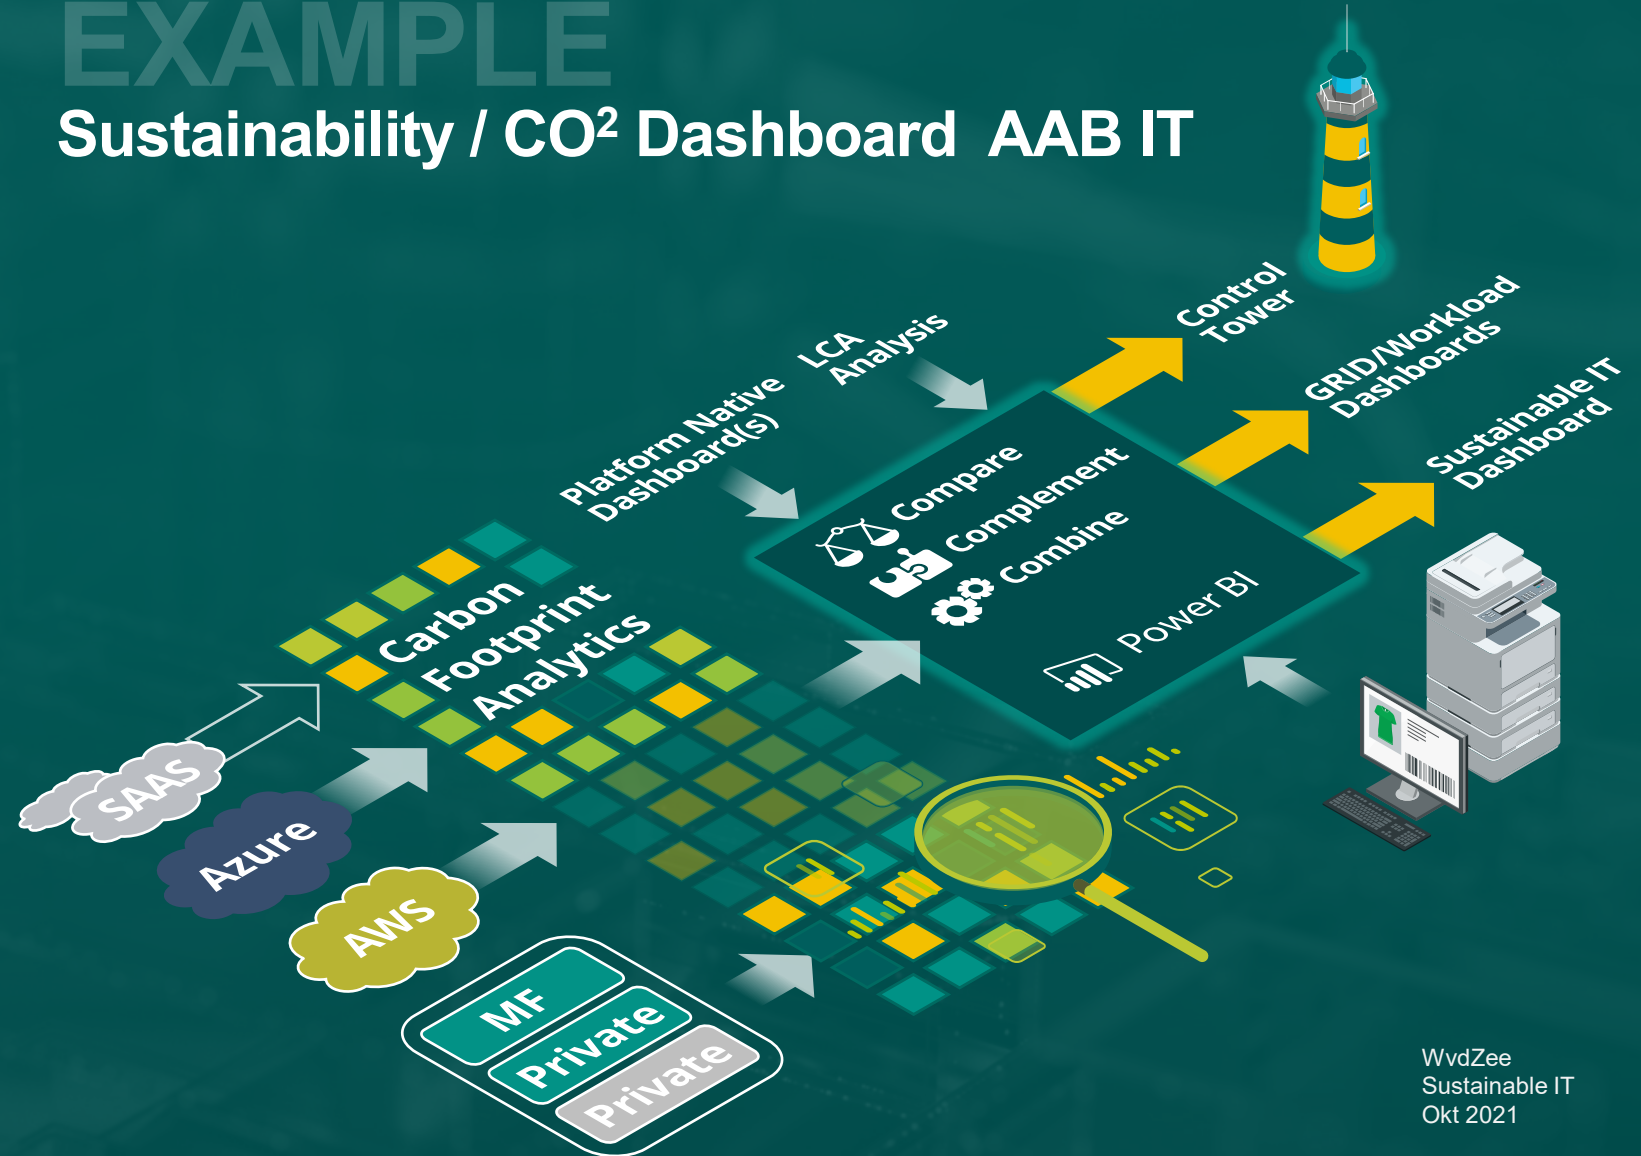 EXAMPLE
Sustainability / CO² Dashboard AAB IT
Control
Tower
GRID/Workload
Dashboards
Sustainable IT
Dashboard
LCA
Analysis
Platform Native
Dashboard(s)
Compare
Complement
Combine
Power BI
Carbon
Footprint
Analytics
SAAS
Azure
AWS
MF
Private
Private
WvdZee
Sustainable IT
Okt 2021